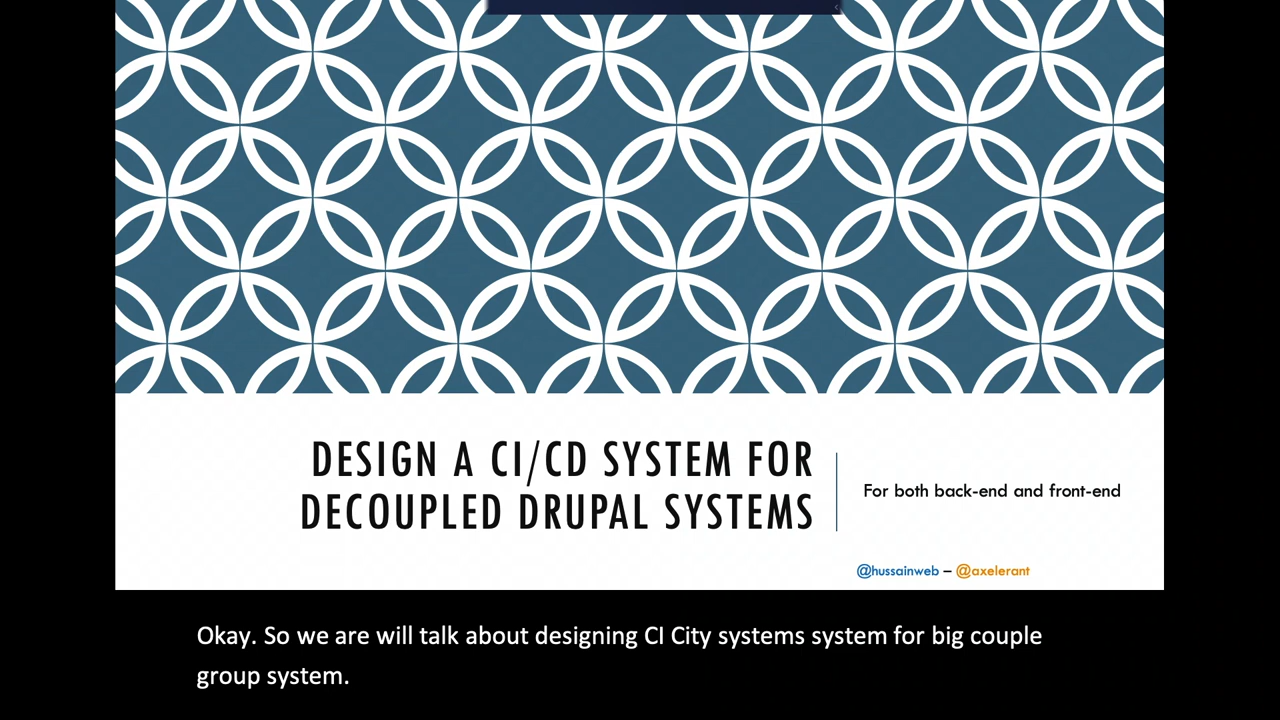 DESIGN A CI/CD SYSTEM FOR
DECOUPLED DRUPAL SYSTEMS
For both back-end and front-end
@hussainweb – @axelerant
Okay. So we are will talk about designing CI City systems system for big couple
group system.